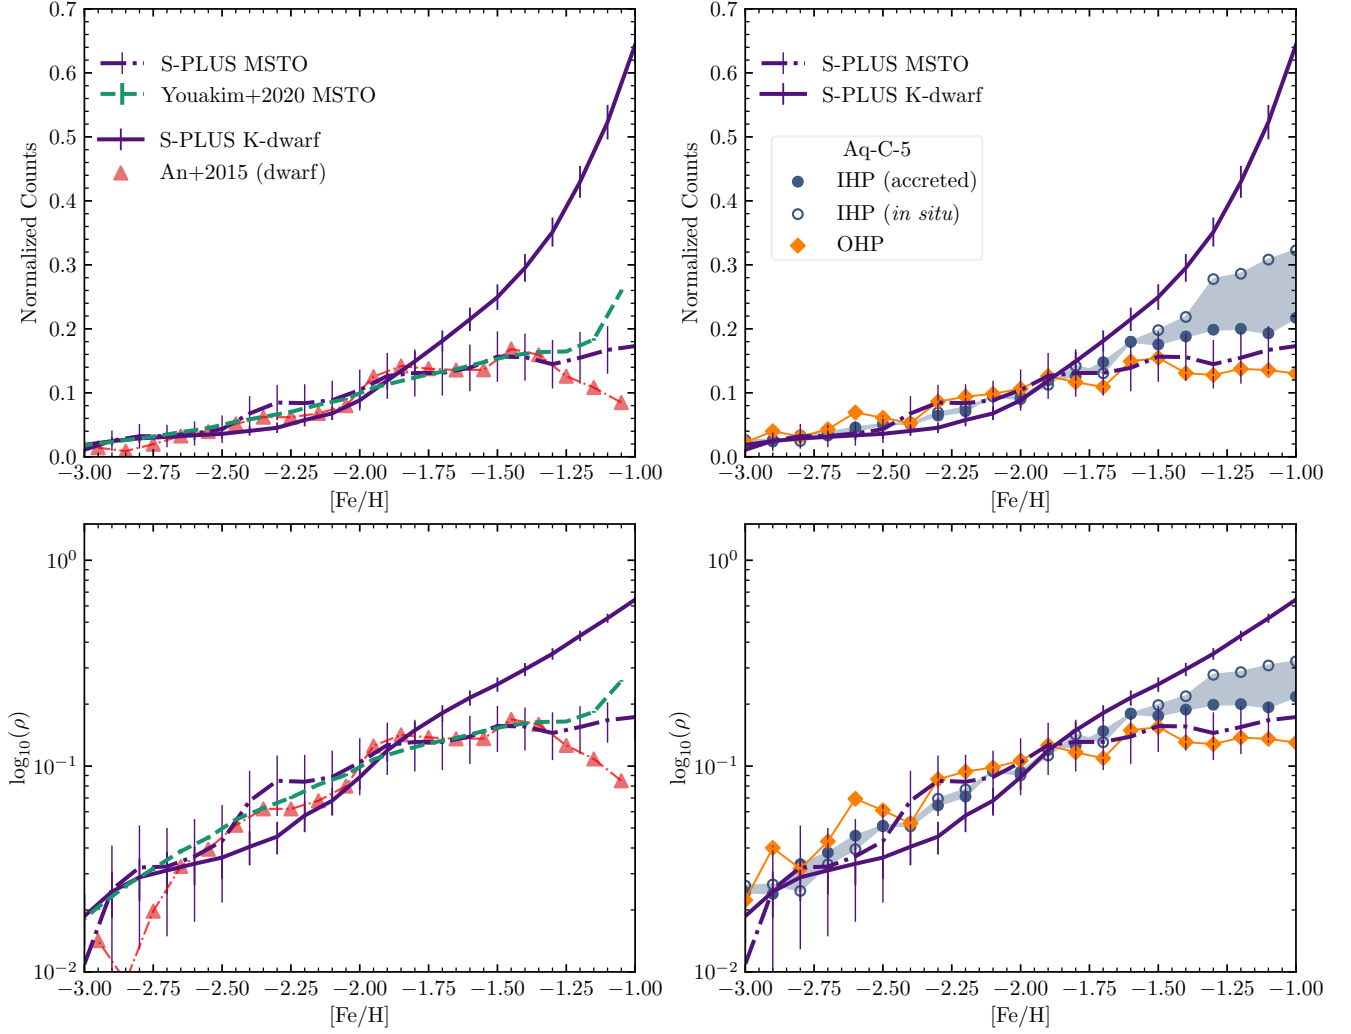 0.7
0.6
0.5
0.4
0.3
0.2
0.1
0.0
Normalized Counts
S-PLUS MSTO
Youakim+2020 MSTO
S-PLUS K-dwarf
An+2015 (dwarf)
−3.00 −2.75 −2.50 −2.25 −2.00 −1.75 −1.50 −1.25 −1.00
[Fe/H]
0.7
0.6
0.5
0.4
0.3
0.2
0.1
0.0
Normalized Counts
S-PLUS MSTO
S-PLUS K-dwarf
Aq-C-5
IHP (accreted)
IHP (in situ)
OHP
−3.00 −2.75 −2.50 −2.25 −2.00 −1.75 −1.50 −1.25 −1.00
[Fe/H]
10⁰
10⁻¹
10⁻²
log₁₀(ρ)
−3.00 −2.75 −2.50 −2.25 −2.00 −1.75 −1.50 −1.25 −1.00
[Fe/H]
10⁰
10⁻¹
10⁻²
log₁₀(ρ)
−3.00 −2.75 −2.50 −2.25 −2.00 −1.75 −1.50 −1.25 −1.00
[Fe/H]